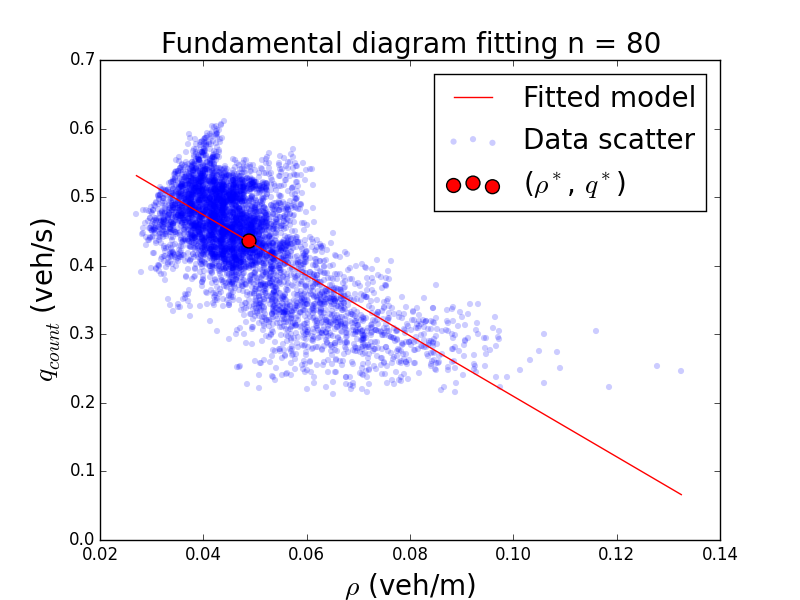 Fundamental diagram fitting n = 80
Fitted model
Data scatter
(ρ*, q*)
0.7
0.6
0.5
0.4
0.3
0.2
0.1
0.0
q_count (veh/s)
0.02 0.04 0.06 0.08 0.10 0.12 0.14
ρ (veh/m)